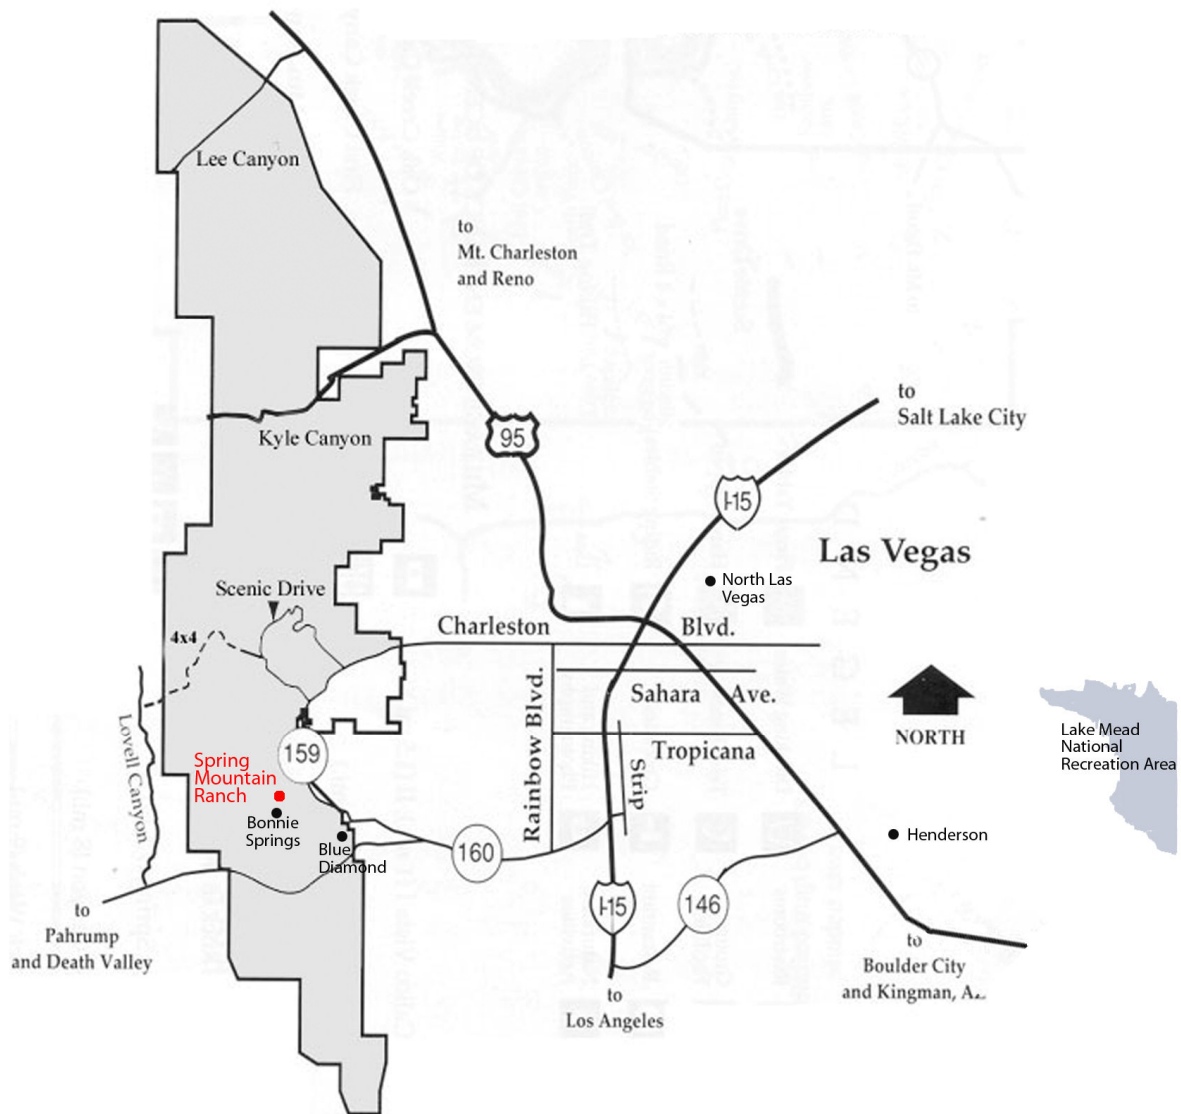 Lee Canyon
to
Mt. Charleston
and Reno
to
Salt Lake City
95
Kyle Canyon
I-15
Las Vegas
North Las
Vegas
Scenic Drive
4x4
Charleston
Blvd.
Rainbow Blvd.
Sahara
Ave.
Tropicana
Strip
NORTH
Lake Mead
National
Recreation Area
Lovell Canyon
159
Spring
Mountain
Ranch
Bonnie
Springs
Blue
Diamond
160
Henderson
I-15
146
to
Pahrump
and Death Valley
to
Boulder City
and Kingman,
to
Los Angeles